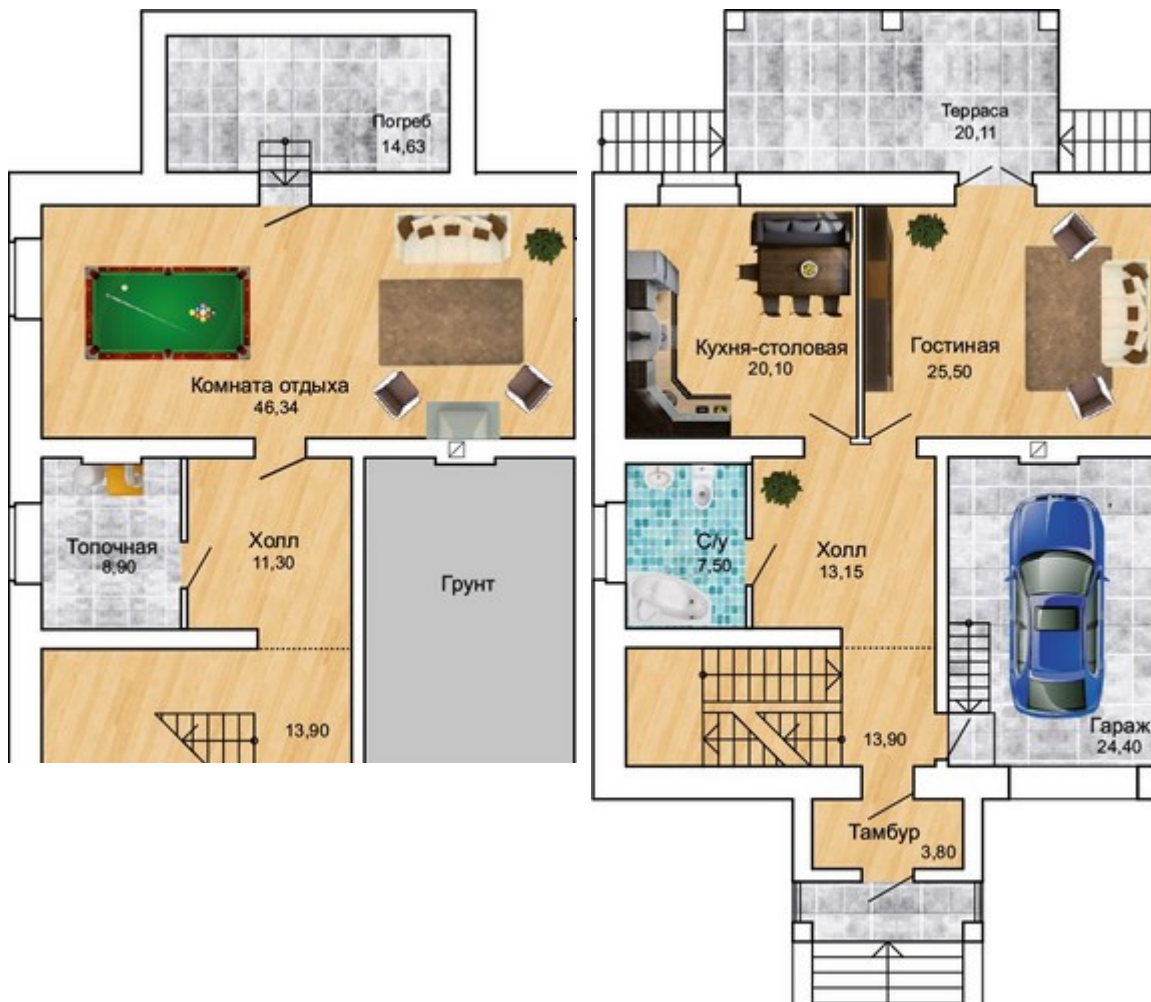 Погреб
14,63
Комната отдыха
46,34
Топочная
8,90
Холл
11,30
Грунт
13,90
Терраса
20,11
Кухня-столовая
20,10
Гостиная
25,50
С/у
7,50
Холл
13,15
Гараж
24,40
13,90
Тамбур
3,80